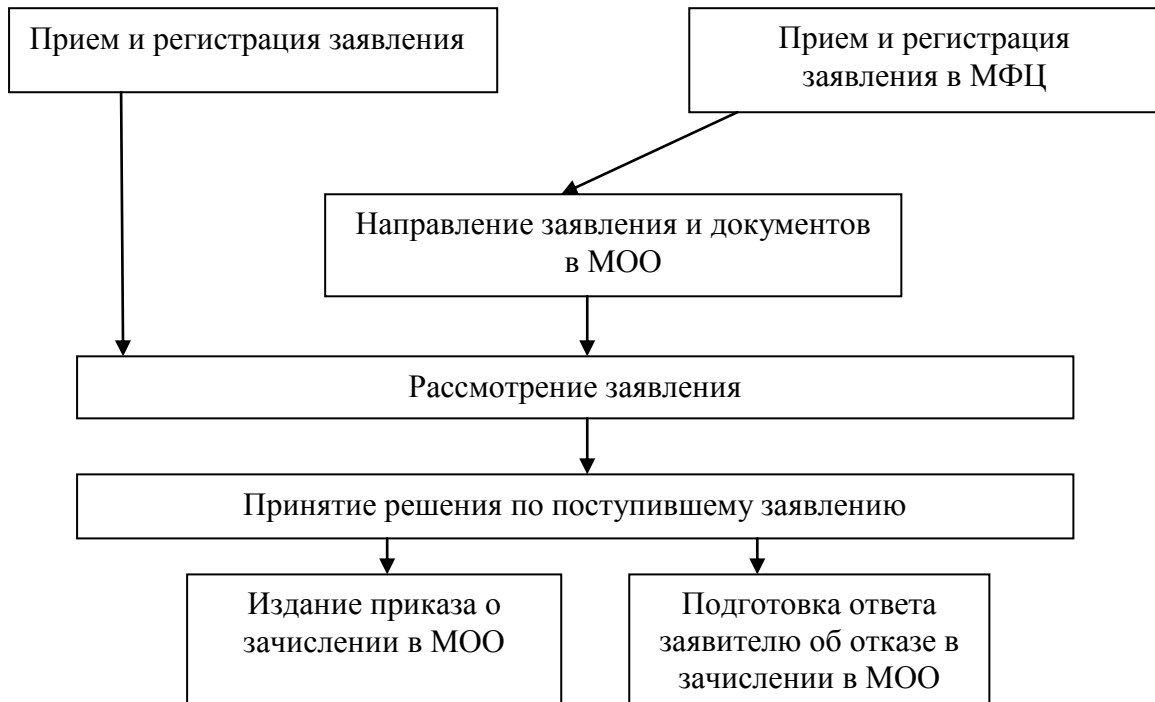 Прием и регистрация заявления
Прием и регистрация
заявления в МФЦ
Направление заявления и документов
в МОО
Рассмотрение заявления
Принятие решения по поступившему заявлению
Издание приказа о
зачислении в МОО
Подготовка ответа
заявителю об отказе в
зачислении в МОО